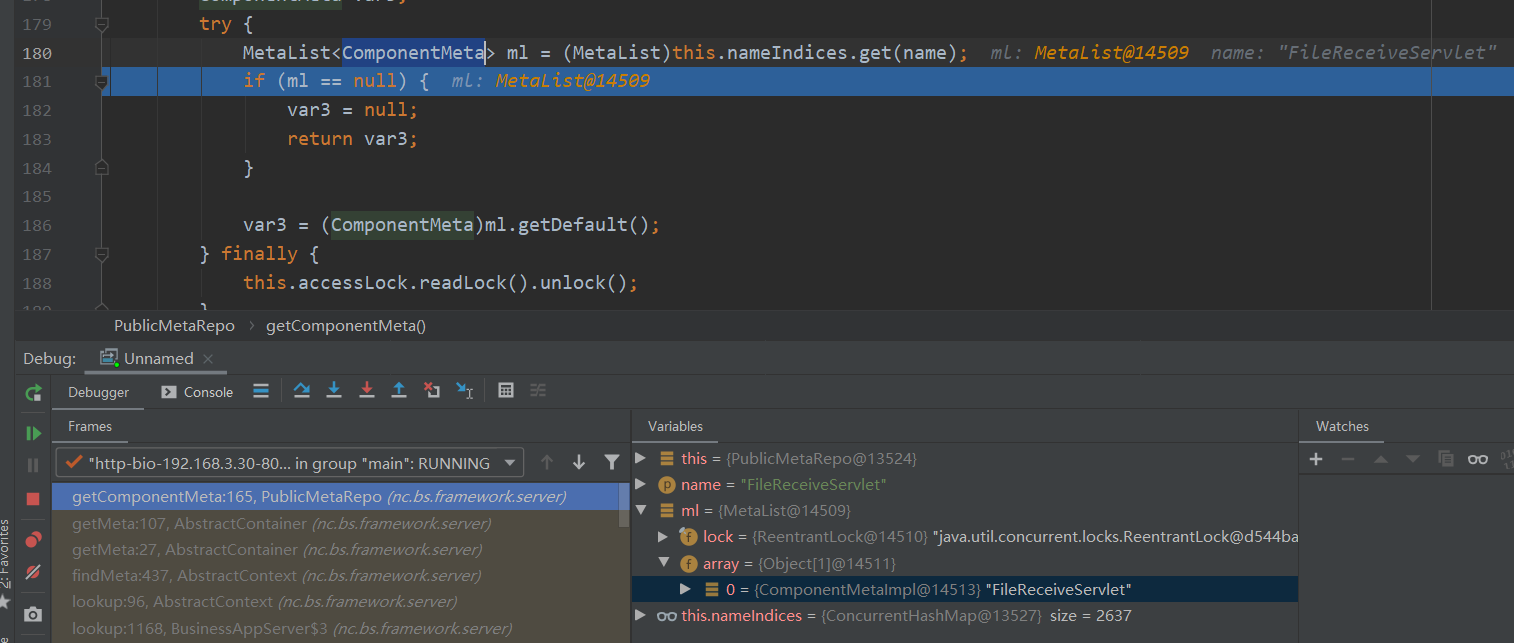 179 try {
180 MetaList<ComponentMeta> ml = (MetaList)this.nameIndices.get(name); ml: MetaList@14509 name: "FileReceiveServlet"
181 if (ml == null) { ml: MetaList@14509
182 var3 = null;
183 return var3;
184 }
185
186 var3 = (ComponentMeta)ml.getDefault();
187 } finally {
188 this.accessLock.readLock().unlock();
PublicMetaRepo > getComponentMeta()
Debug: Unnamed ×
Debugger Console
Frames Variables Watches
"http-bio-192.168.3.30-80... in group "main": RUNNING
getComponentMeta:165, PublicMetaRepo (nc.bs.framework.server)
getMeta:107, AbstractContainer (nc.bs.framework.server)
getMeta:27, AbstractContainer (nc.bs.framework.server)
findMeta:437, AbstractContext (nc.bs.framework.server)
lookup:96, AbstractContext (nc.bs.framework.server)
lookup:1168, BusinessAppServer$3 (nc.bs.framework.server)
this = {PublicMetaRepo@13524}
p name = "FileReceiveServlet"
ml = {MetaList@14509}
f lock = {ReentrantLock@14510} "java.util.concurrent.locks.ReentrantLock@d544ba
f array = {Object[1]@14511}
0 = {ComponentMetaImpl@14513} "FileReceiveServlet"
this.nameIndices = {ConcurrentHashMap@13527} size = 2637
2: Favorites